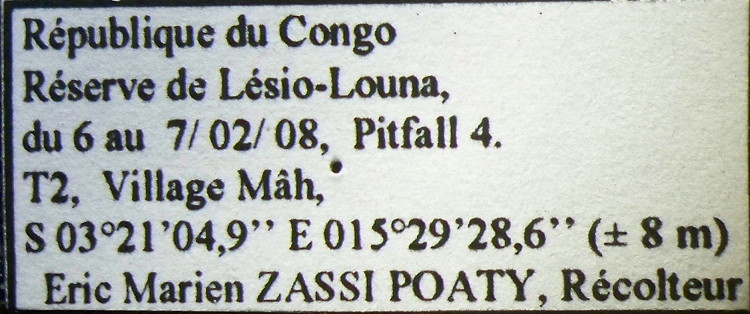 République du Congo
Réserve de Lésio-Louna,
du 6 au  7/ 02/ 08,  Pitfall 4.
T2,  Village Mâh,
S 03°21’04,9’’ E 015°29’28,6’’ (± 8 m)
Eric Marien ZASSI POATY, Récolteur